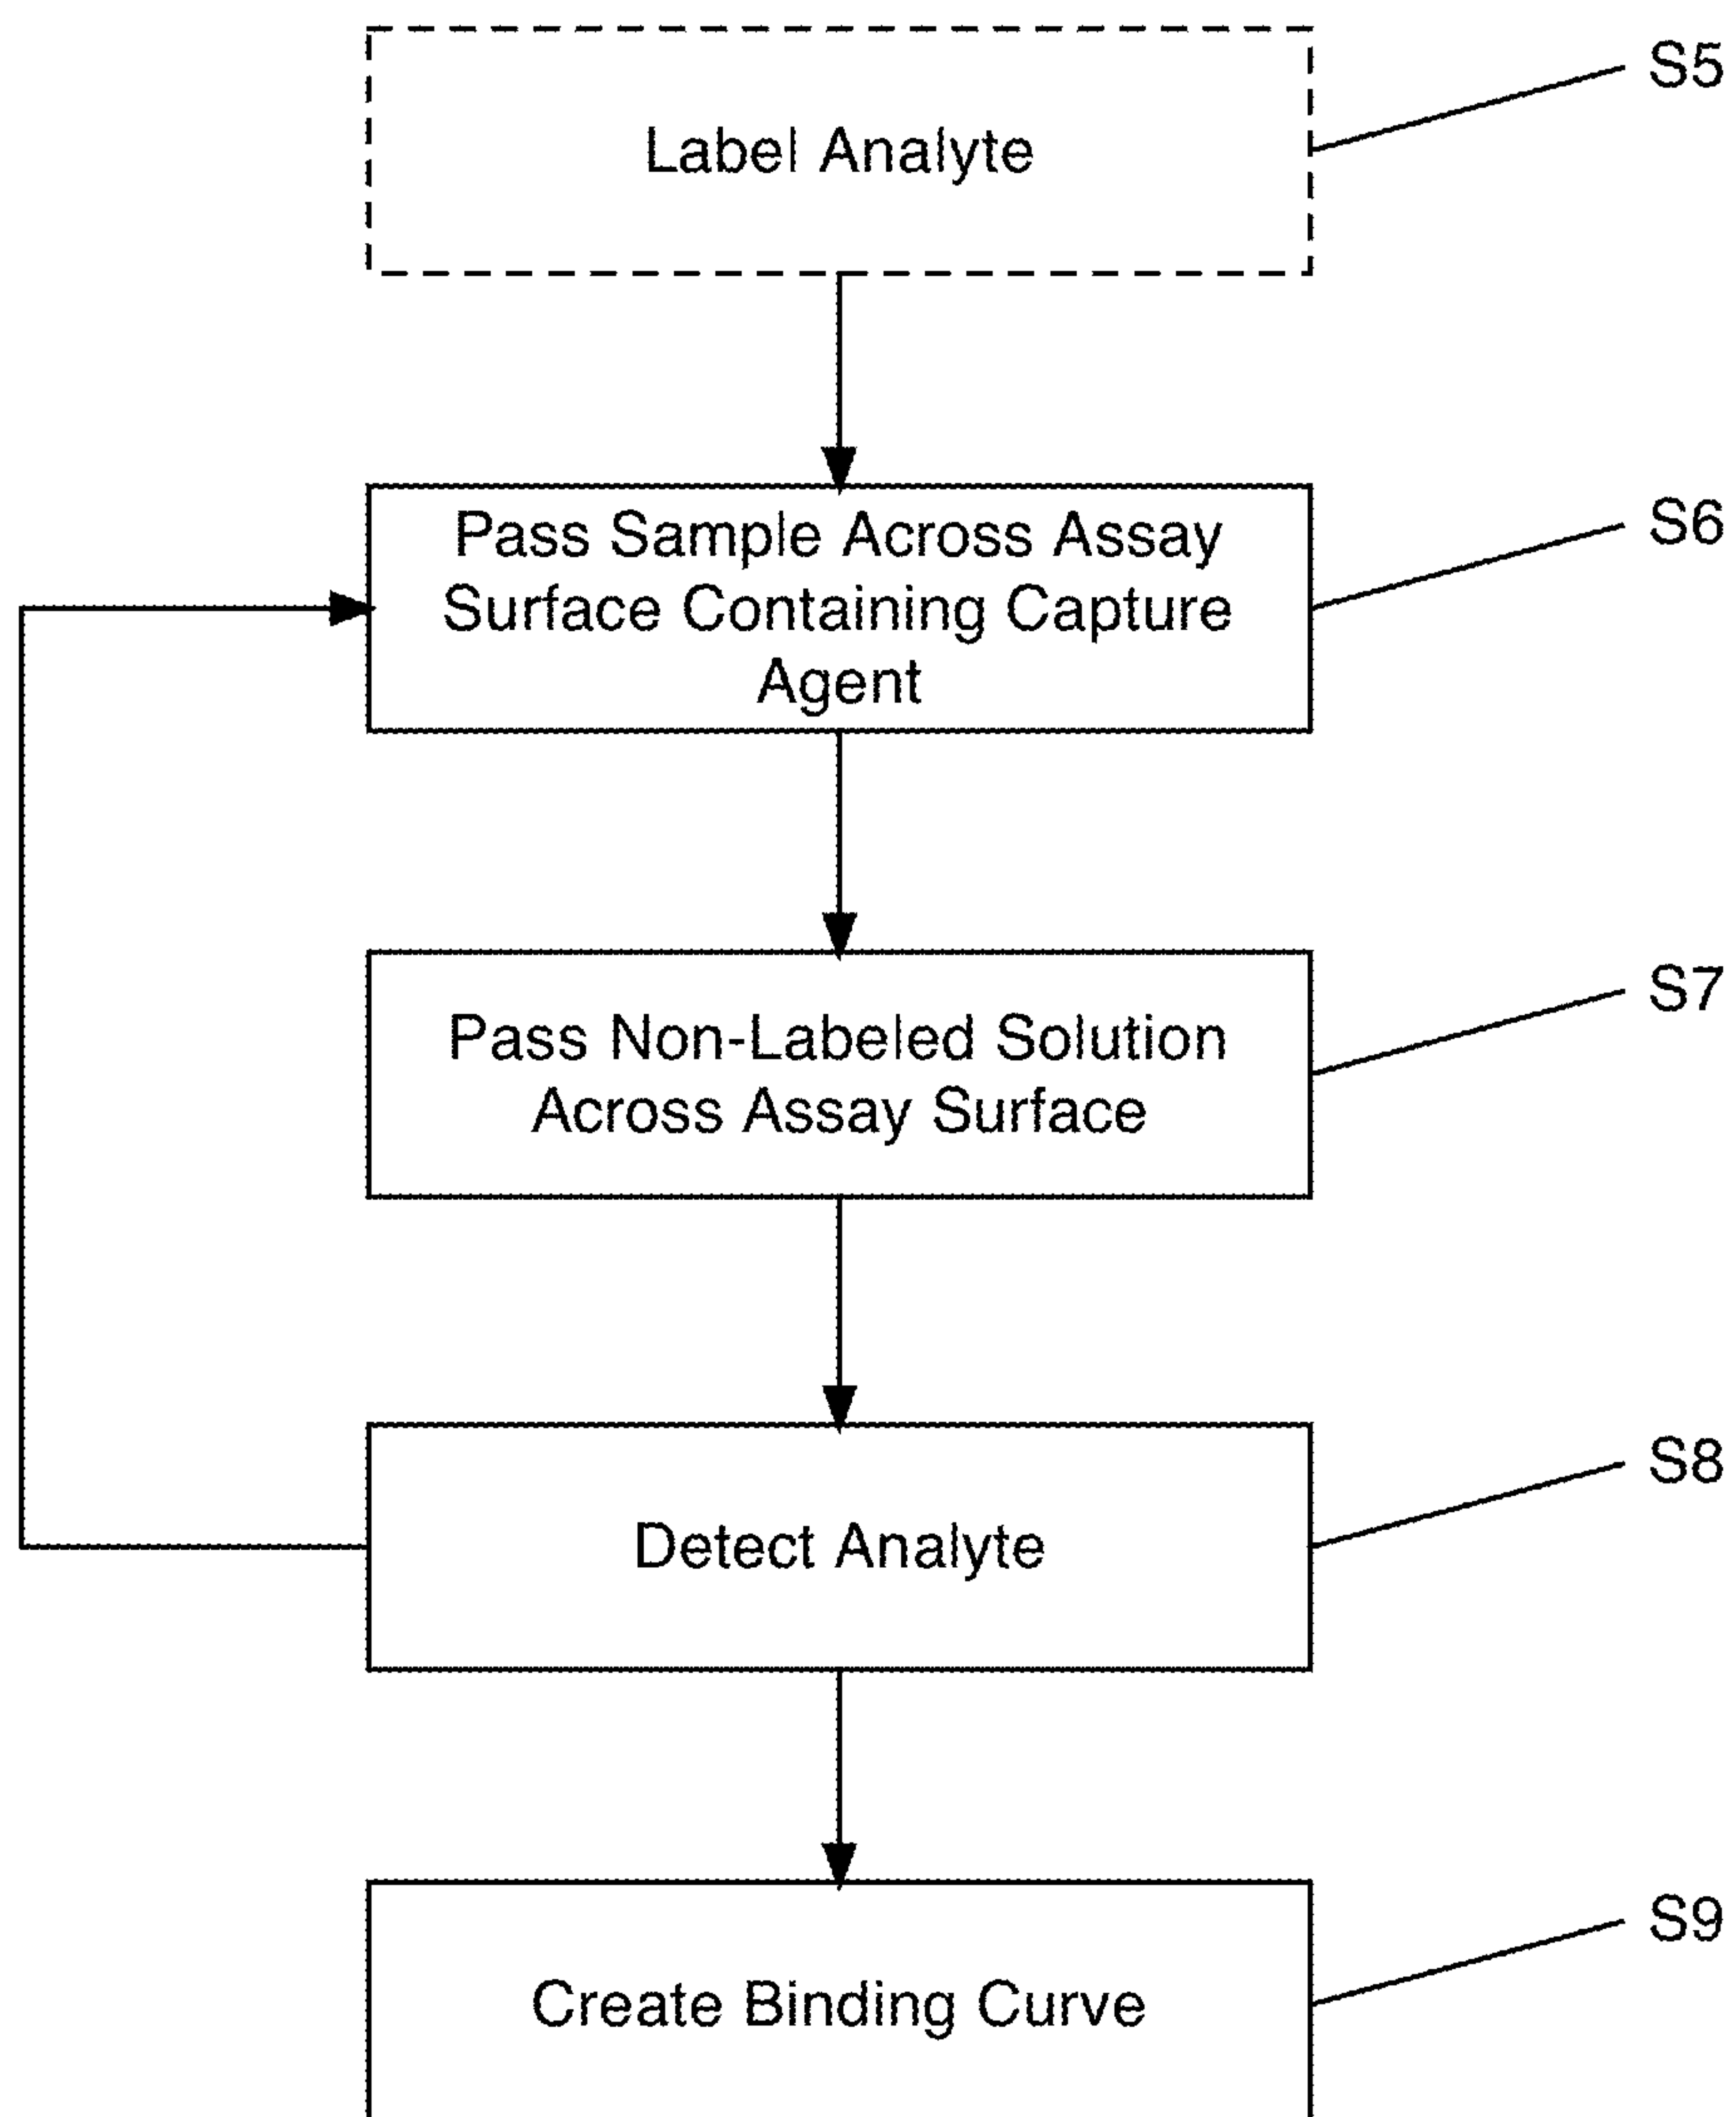 Label Analyte
S5
Pass Sample Across Assay
Surface Containing Capture
Agent
S6
Pass Non-Labeled Solution
Across Assay Surface
S7
Detect Analyte
S8
Create Binding Curve
S9